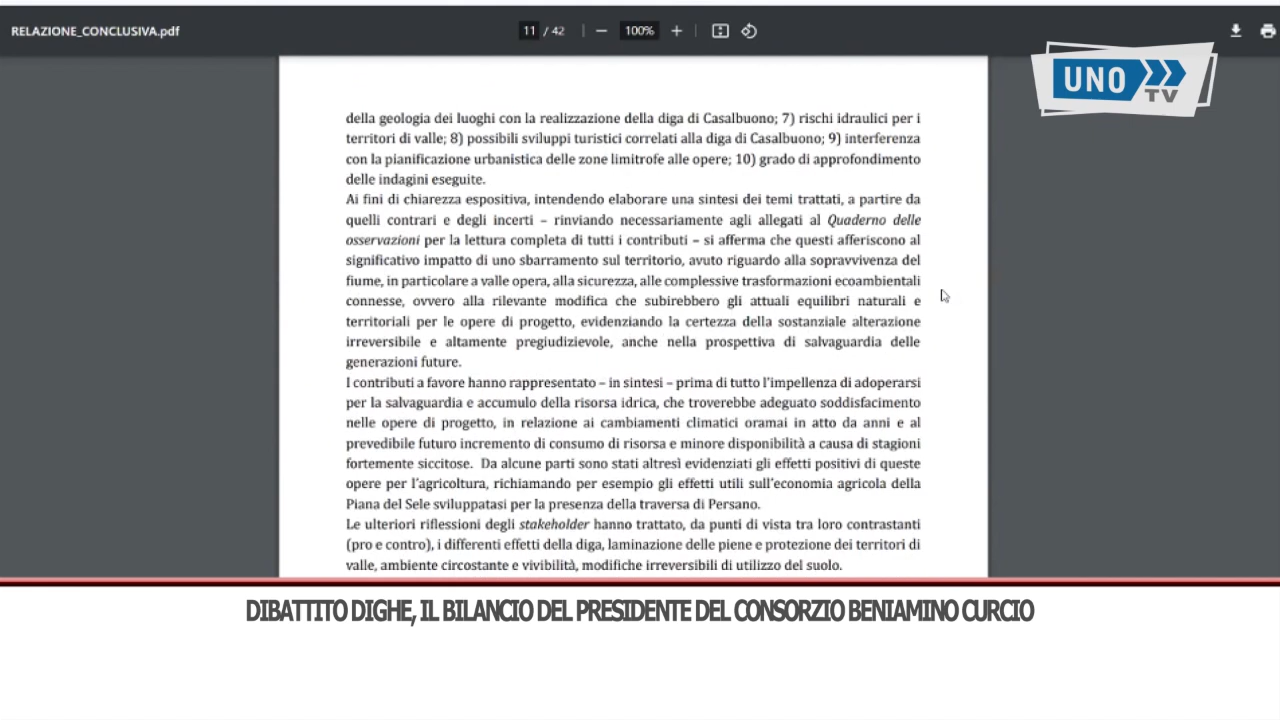 RELAZIONE_CONCLUSIVA.pdf
11 / 42
100%
UNO
TV
della geologia dei luoghi con la realizzazione della diga di Casalbuono; 7) rischi idraulici per i
territori di valle; 8) possibili sviluppi turistici correlati alla diga di Casalbuono; 9) interferenza
con la pianificazione urbanistica delle zone limitrofe alle opere; 10) grado di approfondimento
delle indagini eseguite.
Ai fini di chiarezza espositiva, intendendo elaborare una sintesi dei temi trattati, a partire da
quelli contrari e degli incerti – rinviando necessariamente agli allegati al Quaderno delle
osservazioni per la lettura completa di tutti i contributi – si afferma che questi afferiscono al
significativo impatto di uno sbarramento sul territorio, avuto riguardo alla sopravvivenza del
fiume, in particolare a valle opera, alla sicurezza, alle complessive trasformazioni ecoambientali
connesse, ovvero alla rilevante modifica che subirebbero gli attuali equilibri naturali e
territoriali per le opere di progetto, evidenziando la certezza della sostanziale alterazione
irreversibile e altamente pregiudizievole, anche nella prospettiva di salvaguardia delle
generazioni future.
I contributi a favore hanno rappresentato – in sintesi – prima di tutto l'impellenza di adoperarsi
per la salvaguardia e accumulo della risorsa idrica, che troverebbe adeguato soddisfacimento
nelle opere di progetto, in relazione ai cambiamenti climatici oramai in atto da anni e al
prevedibile futuro incremento di consumo di risorsa e minore disponibilità a causa di stagioni
fortemente siccitose. Da alcune parti sono stati altresì evidenziati gli effetti positivi di queste
opere per l'agricoltura, richiamando per esempio gli effetti utili sull'economia agricola della
Piana del Sele sviluppatasi per la presenza della traversa di Persano.
Le ulteriori riflessioni degli stakeholder hanno trattato, da punti di vista tra loro contrastanti
(pro e contro), i differenti effetti della diga, laminazione delle piene e protezione dei territori di
valle, ambiente circostante e vivibilità, modifiche irreversibili di utilizzo del suolo.
DIBATTITO DIGHE, IL BILANCIO DEL PRESIDENTE DEL CONSORZIO BENIAMINO CURCIO